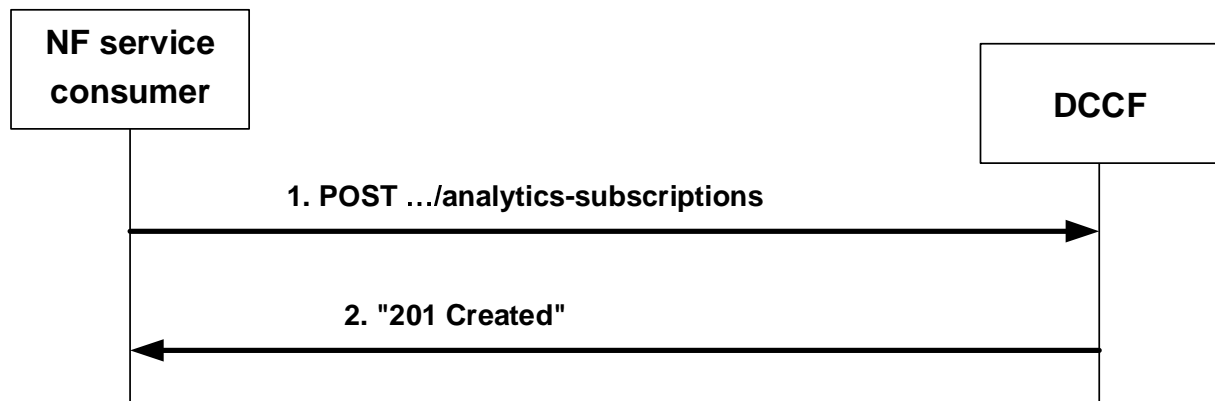 NF service
consumer
DCCF
1. POST …/analytics-subscriptions
2. "201 Created"